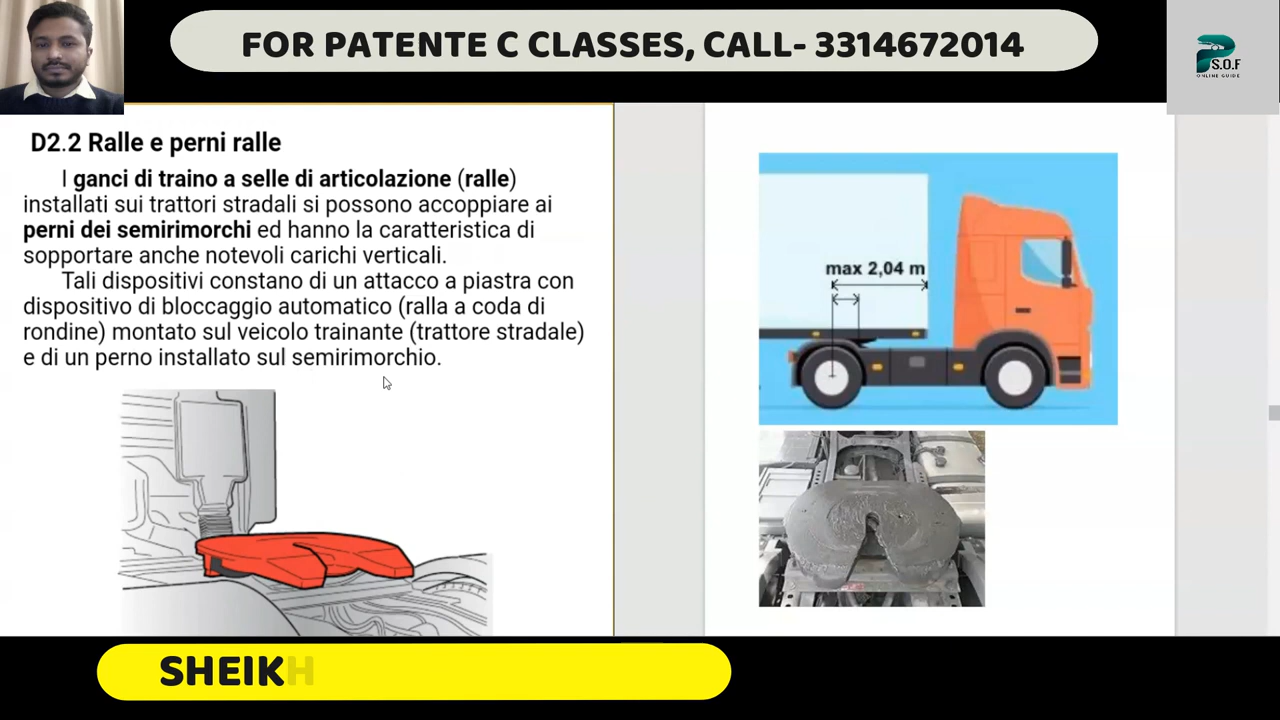 FOR PATENTE C CLASSES, CALL- 3314672014
S.O.F
ONLINE GUIDE
D2.2 Ralle e perni ralle
I ganci di traino a selle di articolazione (ralle)
installati sui trattori stradali si possono accoppiare ai
perni dei semirimorchi ed hanno la caratteristica di
sopportare anche notevoli carichi verticali.
Tali dispositivi constano di un attacco a piastra con
dispositivo di bloccaggio automatico (ralla a coda di
rondine) montato sul veicolo trainante (trattore stradale)
e di un perno installato sul semirimorchio.
max 2,04 m
SHEIKH